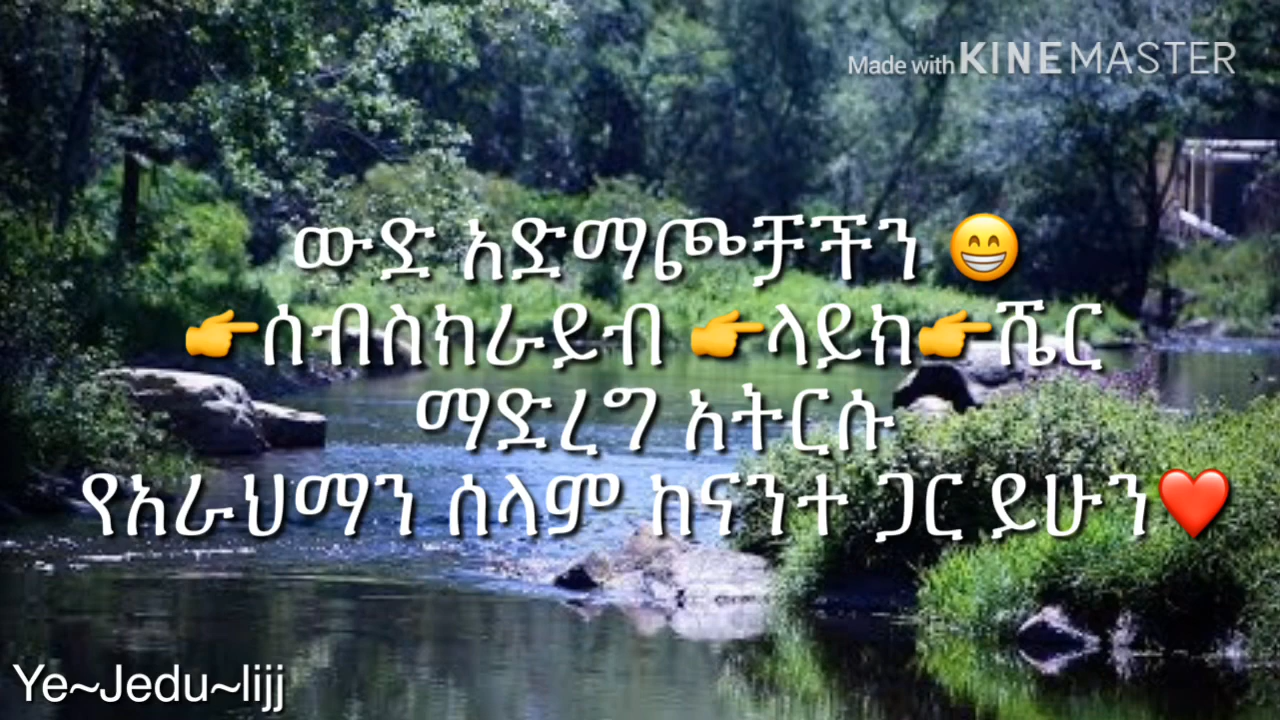 Made with KINEMASTER
ውድ አድማጮቻችን 😁
👉ሰብስክራይብ 👉ላይክ👉ሼር
ማድረግ አትርሱ
የአራህማን ሰላም ከናንተ ጋር ይሁን❤️
Ye~Jedu~lijj